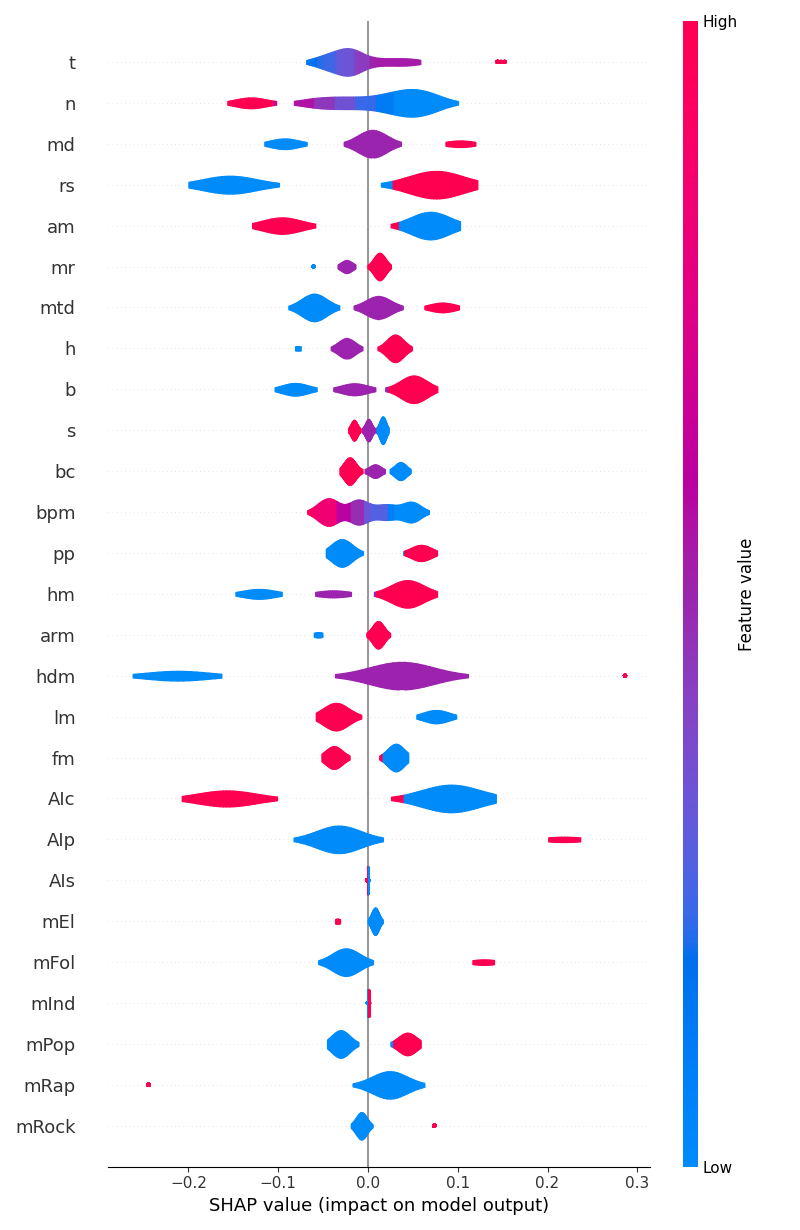 High
t
n
md
rs
am
mr
mtd
h
b
s
bc
bpm
pp
hm
arm
hdm
lm
fm
AIc
AIp
AIs
mEl
mFol
mInd
mPop
mRap
mRock
Low
Feature value
−0.2 −0.1 0.0 0.1 0.2 0.3
SHAP value (impact on model output)